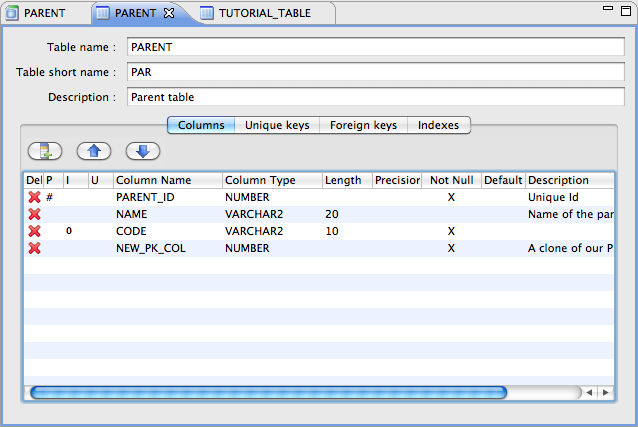 PARENT PARENT TUTORIAL_TABLE
Table name : PARENT
Table short name : PAR
Description : Parent table
Columns Unique keys Foreign keys Indexes
Del P I U Column Name Column Type Length Precision Not Null Default Description
# PARENT_ID NUMBER X Unique Id
NAME VARCHAR2 20 Name of the par
0 CODE VARCHAR2 10 X
NEW_PK_COL NUMBER X A clone of our P